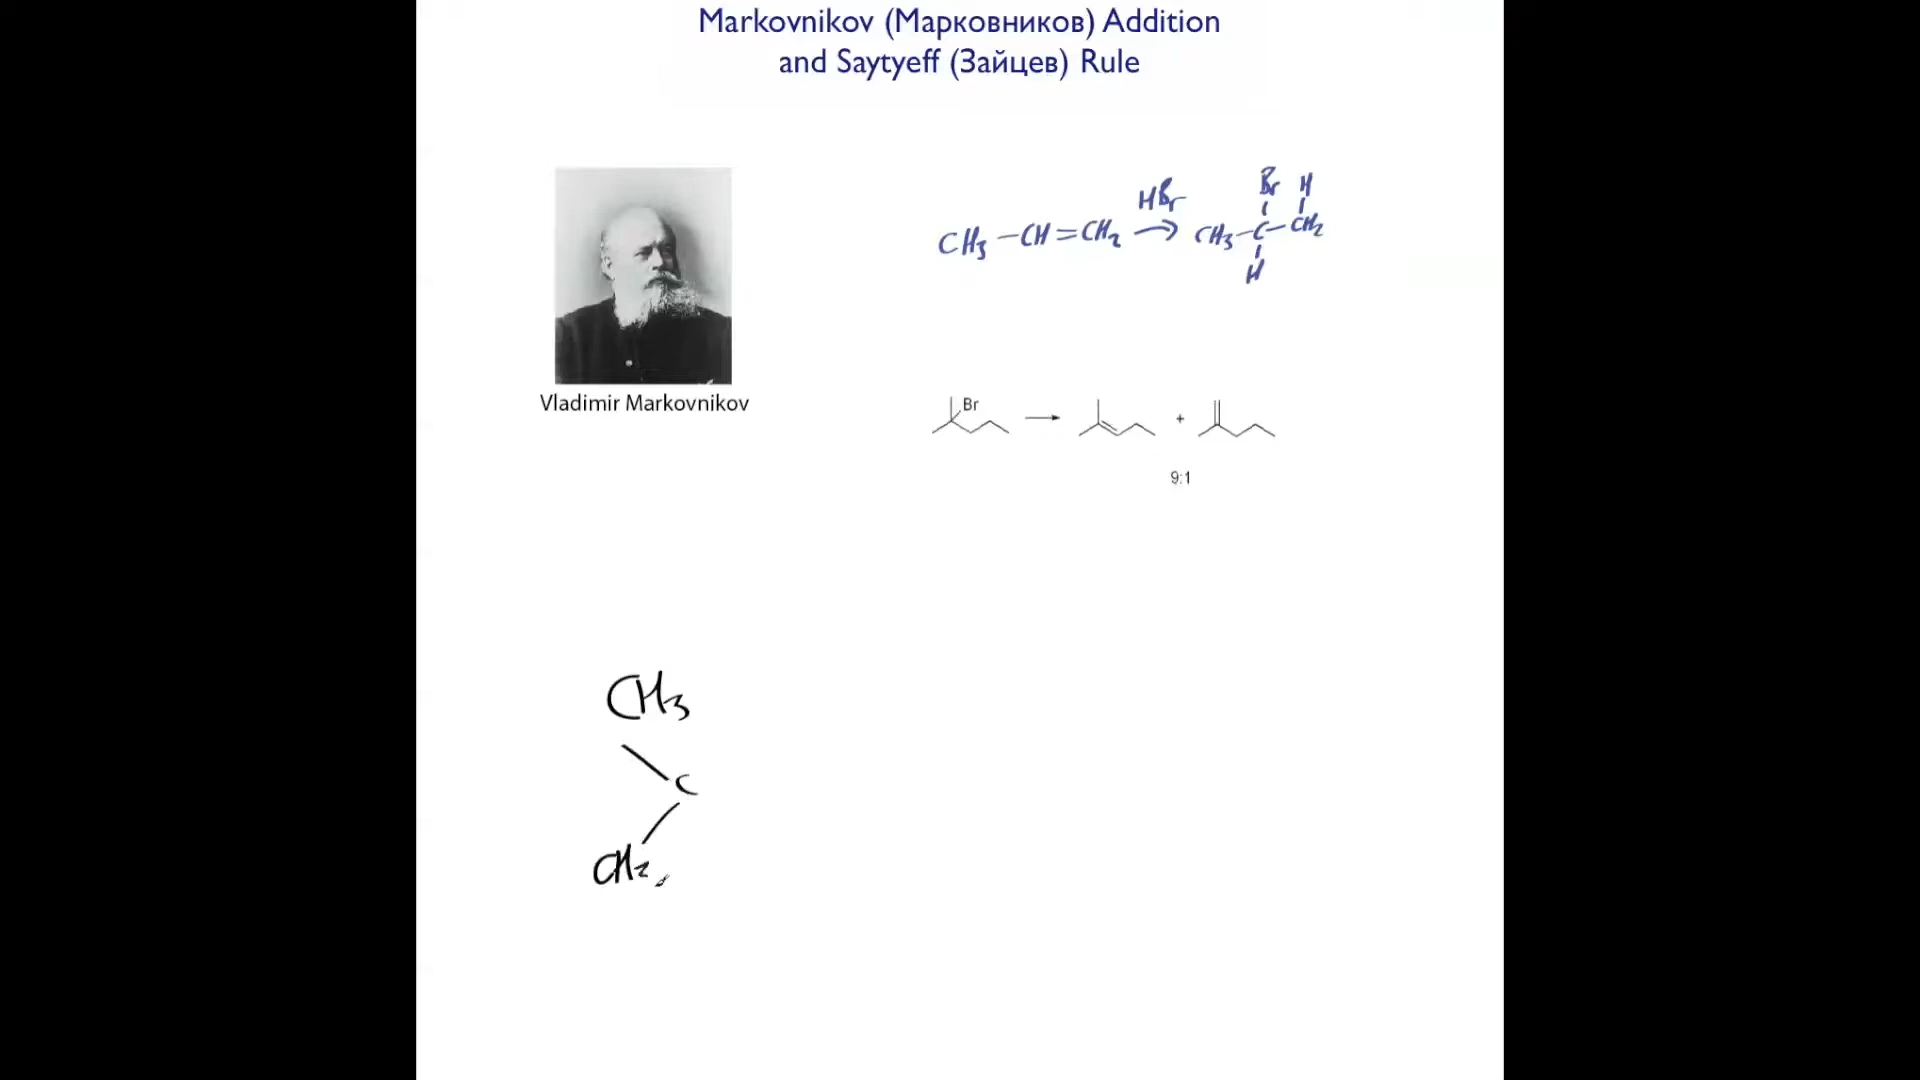 Markovnikov (Марковников) Addition
and Saytyeff (Зайцев) Rule
Br H
HBr
CH₃ – CH = CH₂ → CH₃ – C – CH₂
H
Vladimir Markovnikov
Br
+
9:1
CH₃
C
CH₂